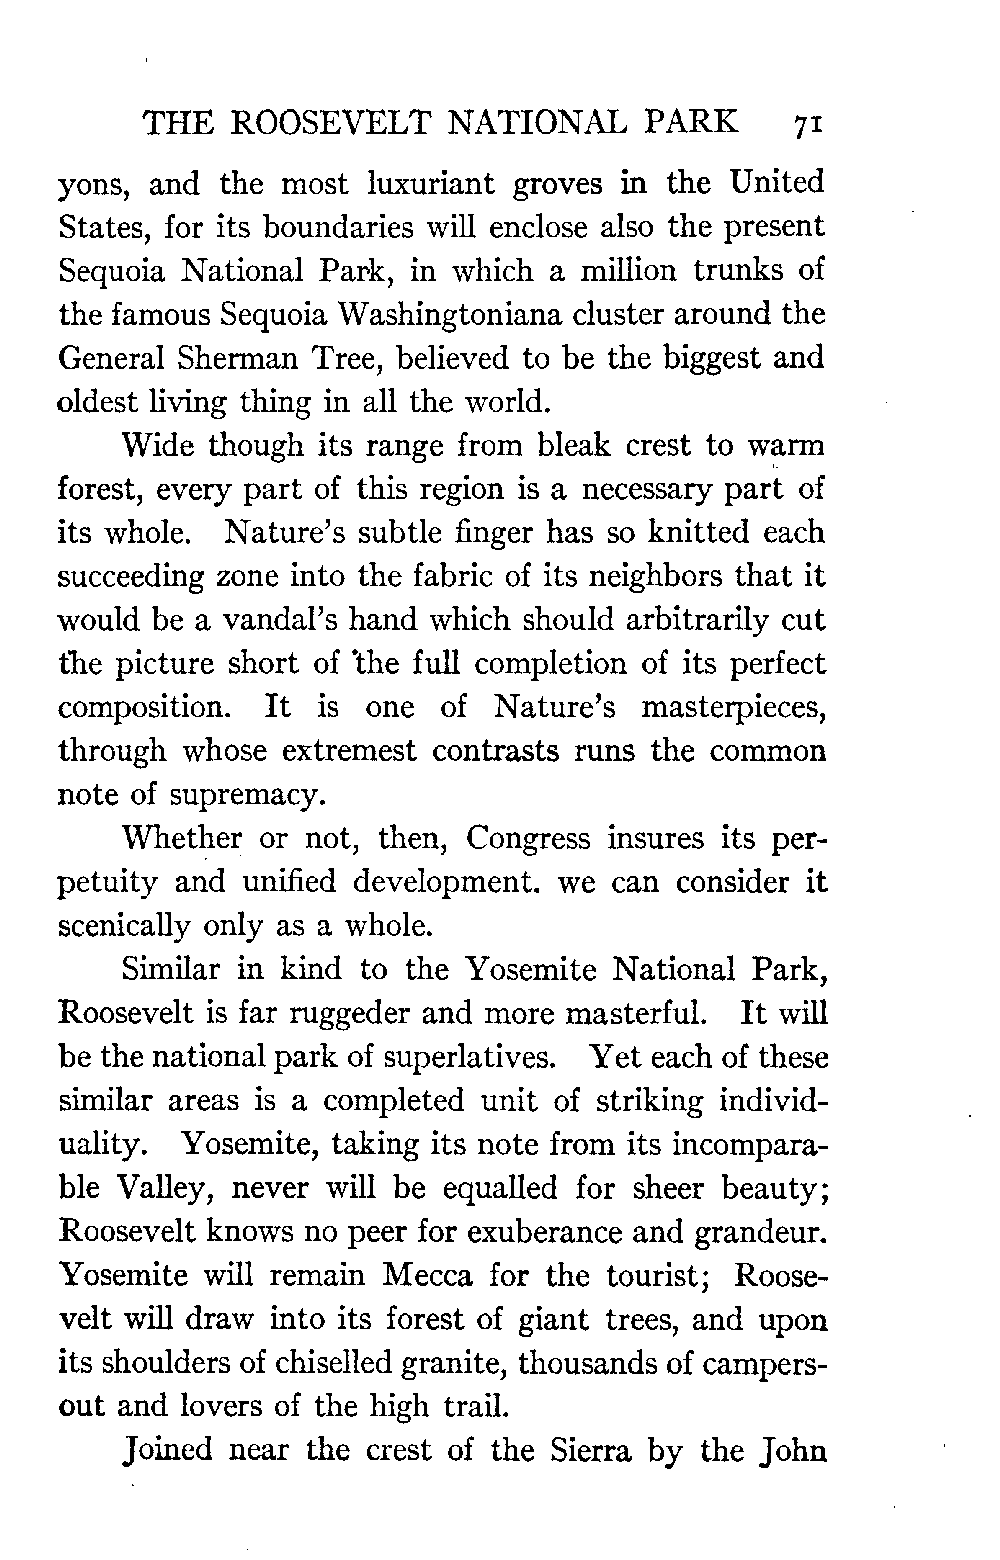 THE ROOSEVELT NATIONAL PARK 71
yons, and the most luxuriant groves in the United
States, for its boundaries will enclose also the present
Sequoia National Park, in which a million trunks of
the famous Sequoia Washingtoniana cluster around the
General Sherman Tree, believed to be the biggest and
oldest living thing in all the world.
Wide though its range from bleak crest to warm
forest, every part of this region is a necessary part of
its whole. Nature's subtle finger has so knitted each
succeeding zone into the fabric of its neighbors that it
would be a vandal's hand which should arbitrarily cut
the picture short of the full completion of its perfect
composition. It is one of Nature's masterpieces,
through whose extremest contrasts runs the common
note of supremacy.
Whether or not, then, Congress insures its per-
petuity and unified development. we can consider it
scenically only as a whole.
Similar in kind to the Yosemite National Park,
Roosevelt is far ruggeder and more masterful. It will
be the national park of superlatives. Yet each of these
similar areas is a completed unit of striking individ-
uality. Yosemite, taking its note from its incompara-
ble Valley, never will be equalled for sheer beauty;
Roosevelt knows no peer for exuberance and grandeur.
Yosemite will remain Mecca for the tourist; Roose-
velt will draw into its forest of giant trees, and upon
its shoulders of chiselled granite, thousands of campers-
out and lovers of the high trail.
Joined near the crest of the Sierra by the John